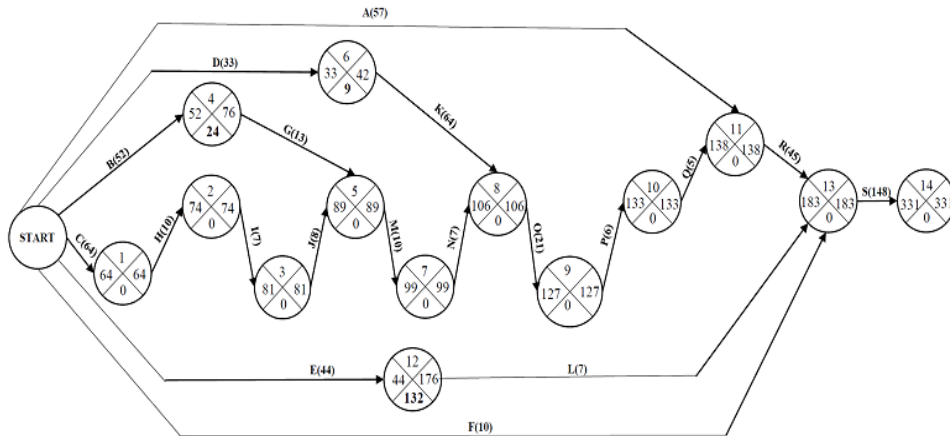 A(57)
D(33)
6
33 42
9
K(64)
4
52 76
24
G(13)
B(52)
11
138 138
0
Q(5)
R(45)
START
C(64)
1
64 64
0
H(10)
2
74 74
0
I(7)
3
81 81
0
J(8)
5
89 89
0
M(10)
7
99 99
0
N(7)
8
106 106
0
O(21)
9
127 127
0
P(6)
10
133 133
0
13
183 183
0
S(148)
14
331 331
0
E(44)
12
44 176
132
L(7)
F(10)